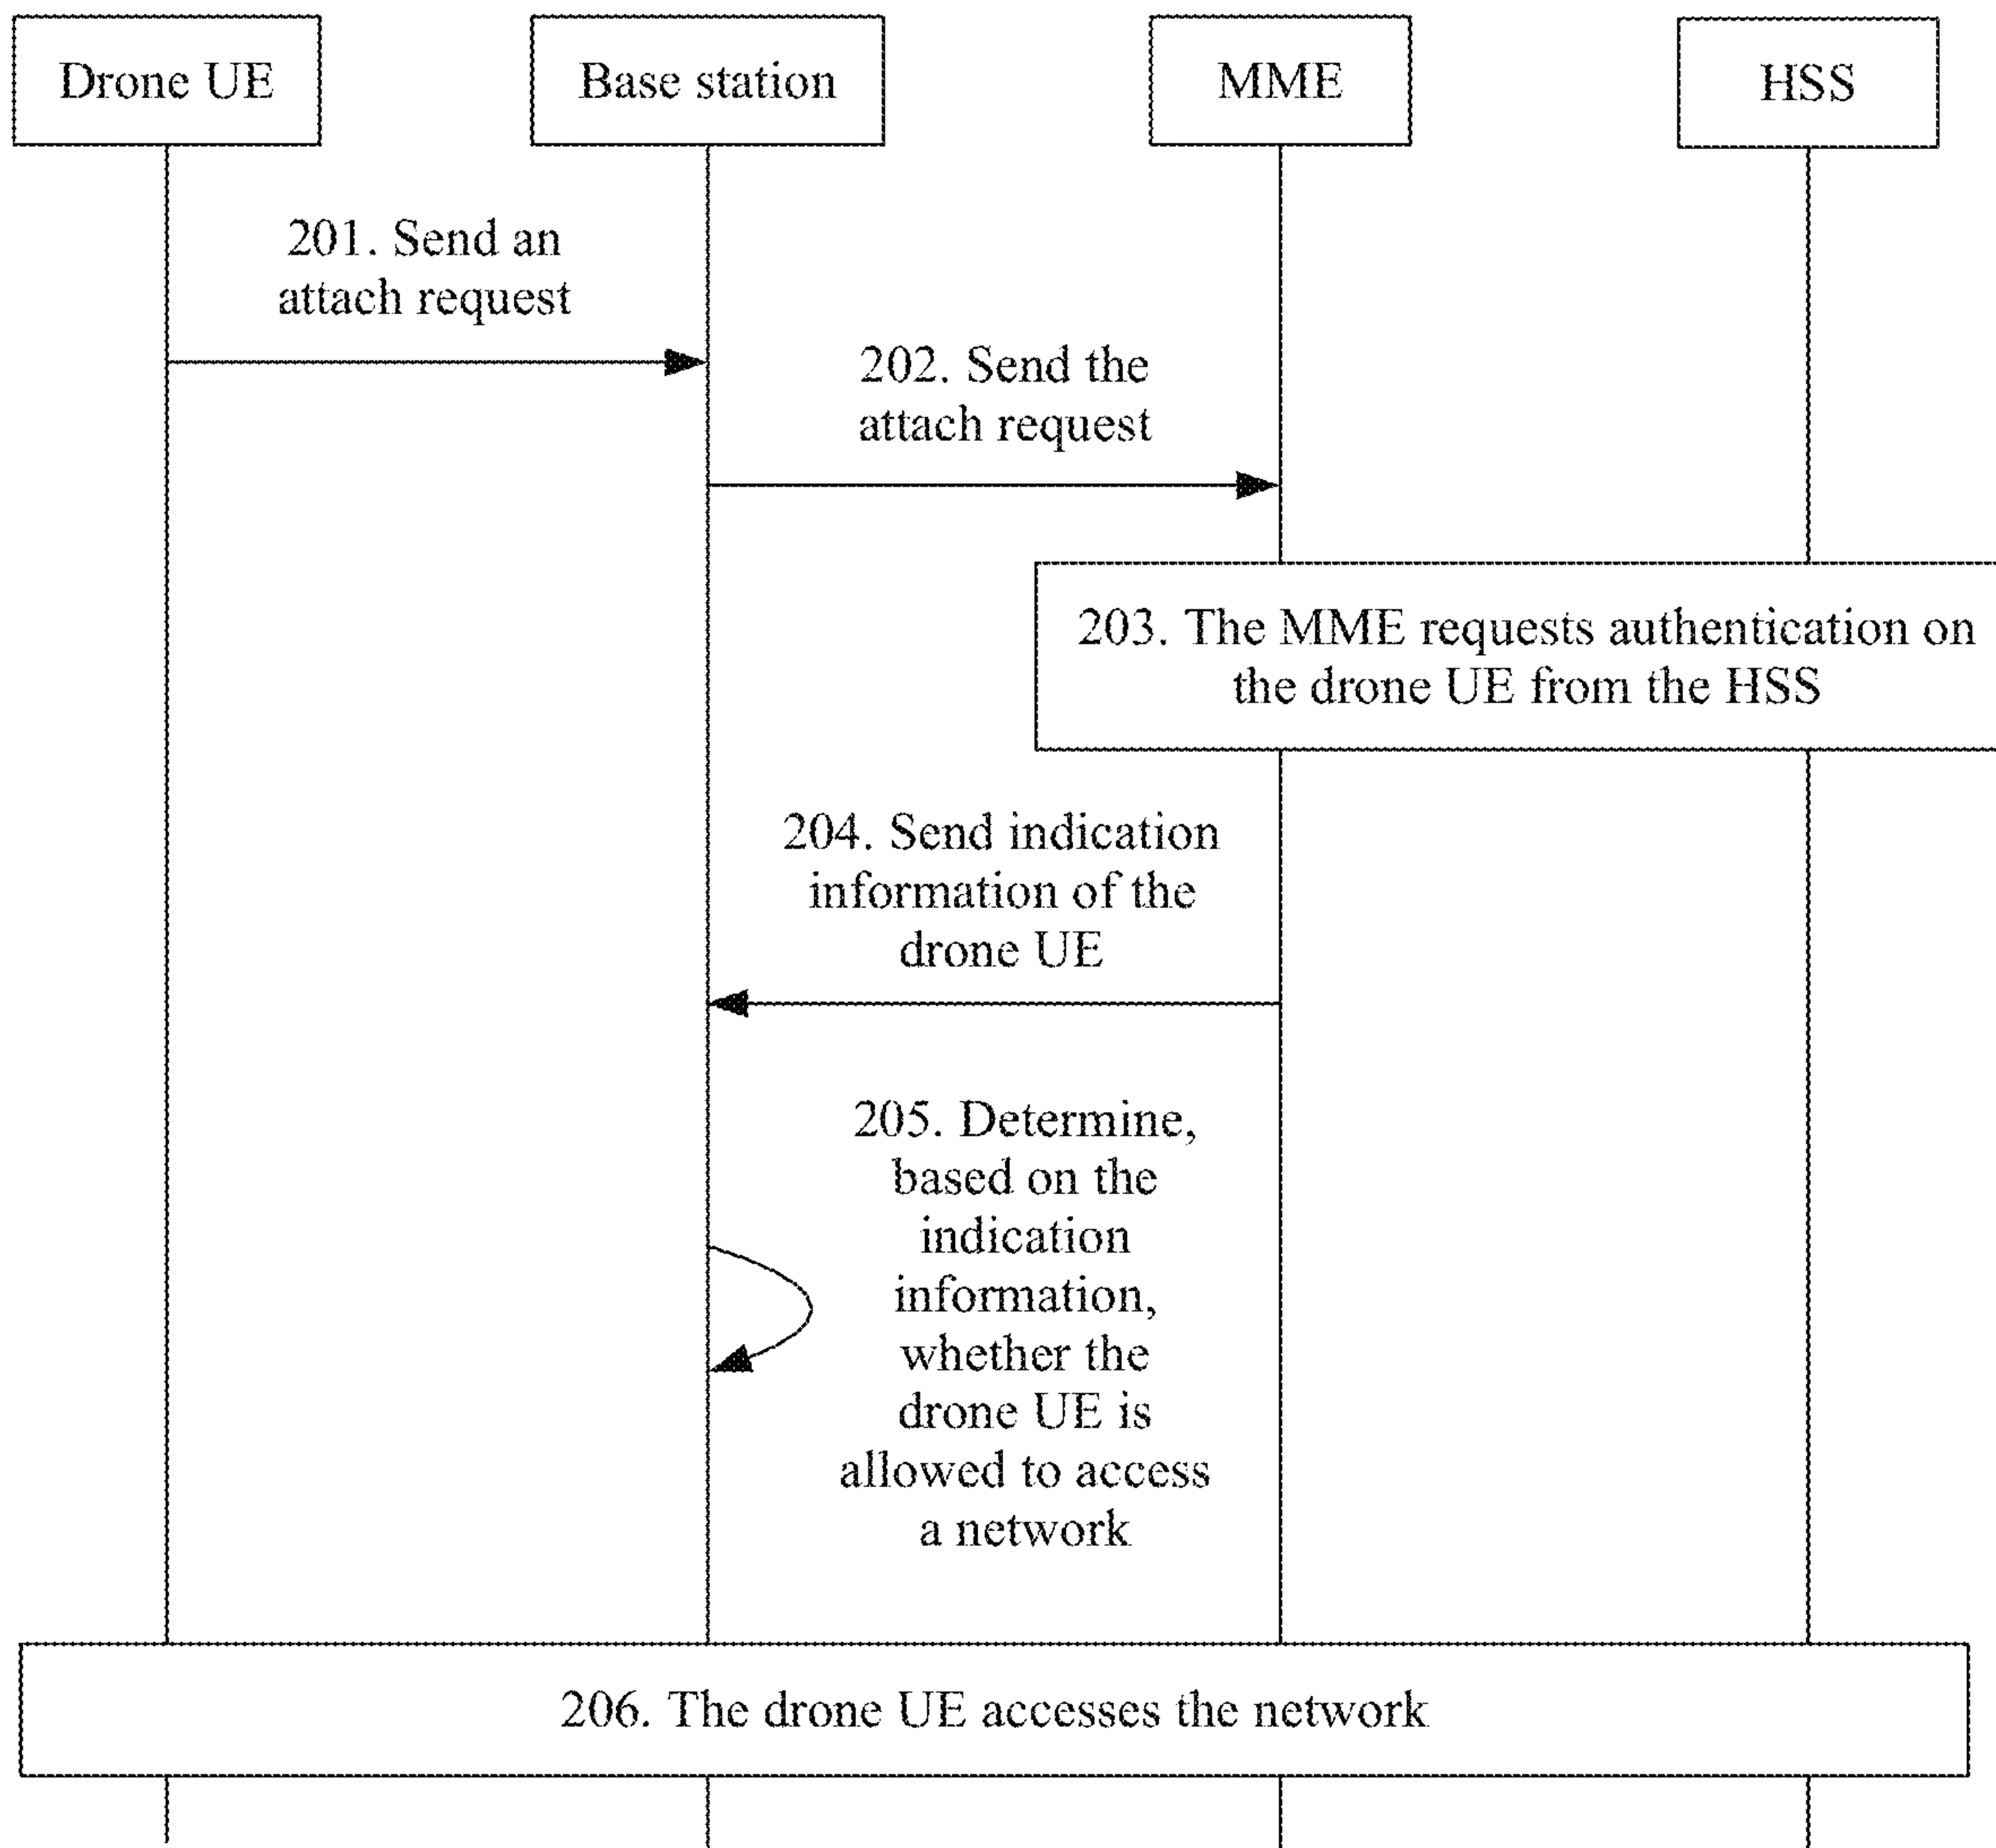 Drone UE
Base station
MME
HSS
201. Send an
attach request
202. Send the
attach request
203. The MME requests authentication on
the drone UE from the HSS
204. Send indication
information of the
drone UE
205. Determine,
based on the
indication
information,
whether the
drone UE is
allowed to access
a network
206. The drone UE accesses the network